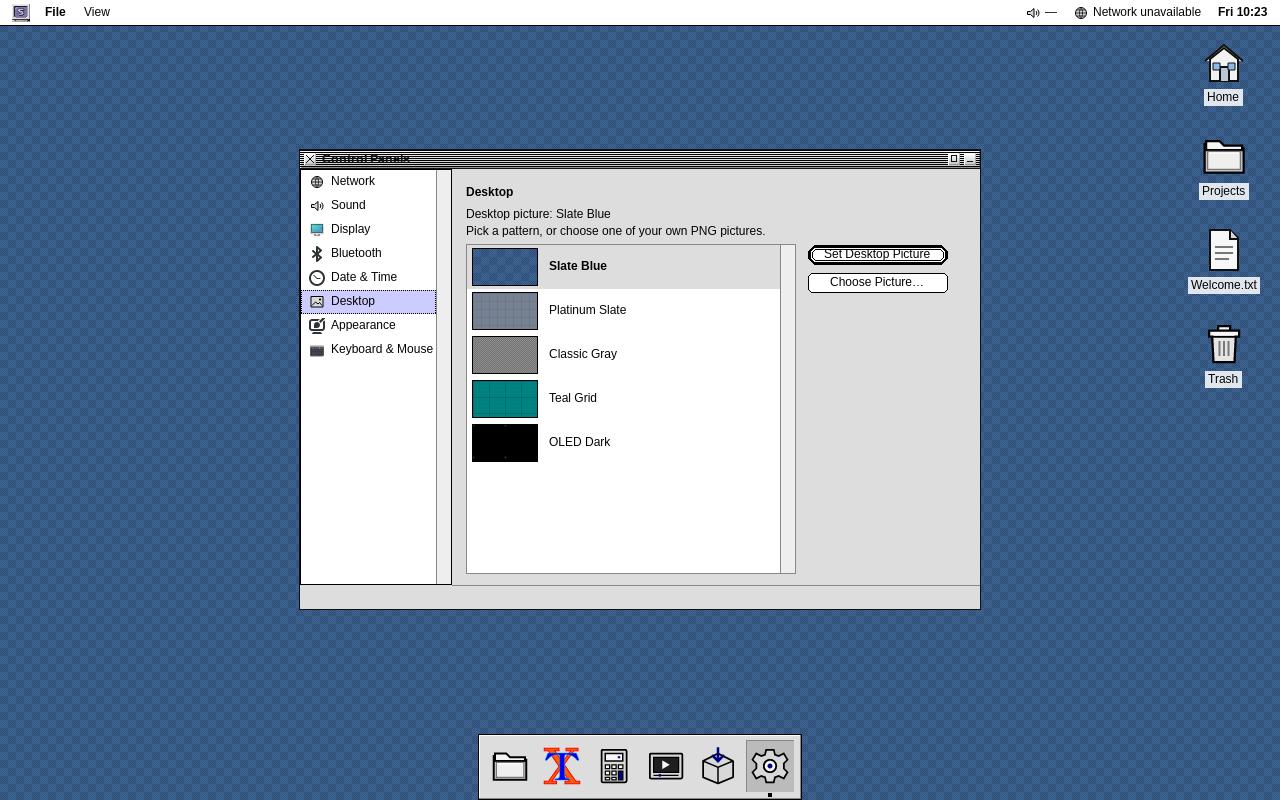 File View — Network unavailable Fri 10:23
Home
Projects
Welcome.txt
Trash
Control Panels
Network
Sound
Display
Bluetooth
Date & Time
Desktop
Appearance
Keyboard & Mouse
Desktop
Desktop picture: Slate Blue
Pick a pattern, or choose one of your own PNG pictures.
Slate Blue
Platinum Slate
Classic Gray
Teal Grid
OLED Dark
Set Desktop Picture
Choose Picture…